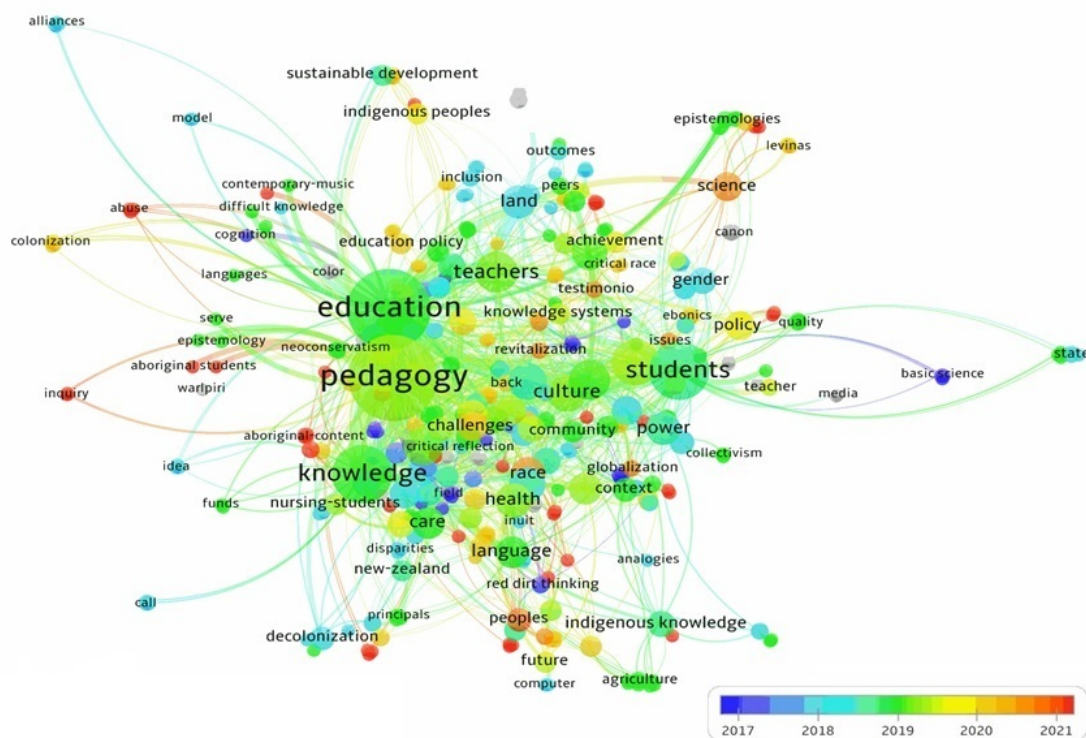 alliances
sustainable development
indigenous peoples
model
epistemologies
levinas
outcomes
inclusion
peers
science
contemporary-music
land
abuse
difficult knowledge
cognition
canon
colonization
education policy
achievement
languages
color
teachers
critical race
gender
testimonio
education
knowledge systems
ebonics
serve
policy
quality
epistemology
neoconservatism
revitalization
issues
state
aboriginal students
pedagogy
students
basic science
warlpiri
back
culture
teacher
inquiry
media
challenges
community
power
aboriginal-content
critical reflection
collectivism
idea
knowledge
race
globalization
field
context
funds
nursing-students
health
care
inuit
disparities
language
analogies
new-zealand
red dirt thinking
call
principals
peoples
indigenous knowledge
decolonization
future
computer
agriculture
2017 2018 2019 2020 2021